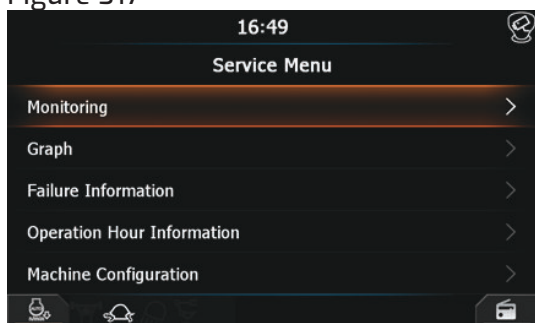 16:49
Service Menu
Monitoring
Graph
Failure Information
Operation Hour Information
Machine Configuration